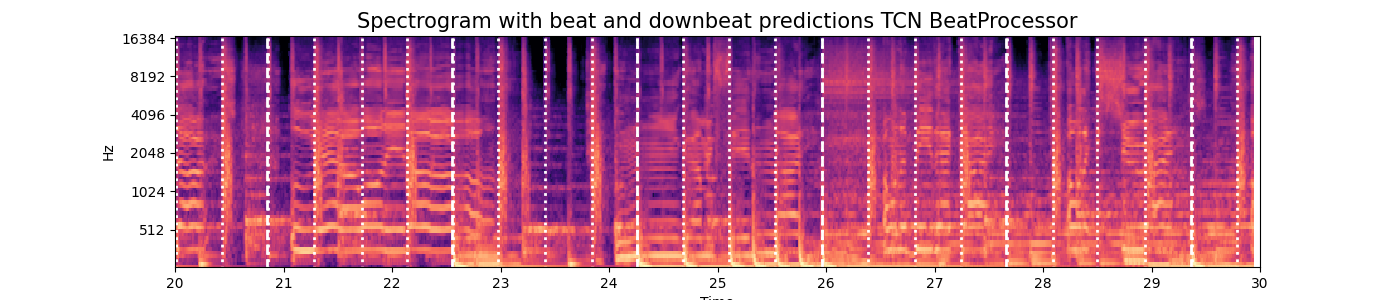 Spectrogram with beat and downbeat predictions TCN BeatProcessor
16384
8192
4096
2048
1024
512
Hz
20 21 22 23 24 25 26 27 28 29 30
Time